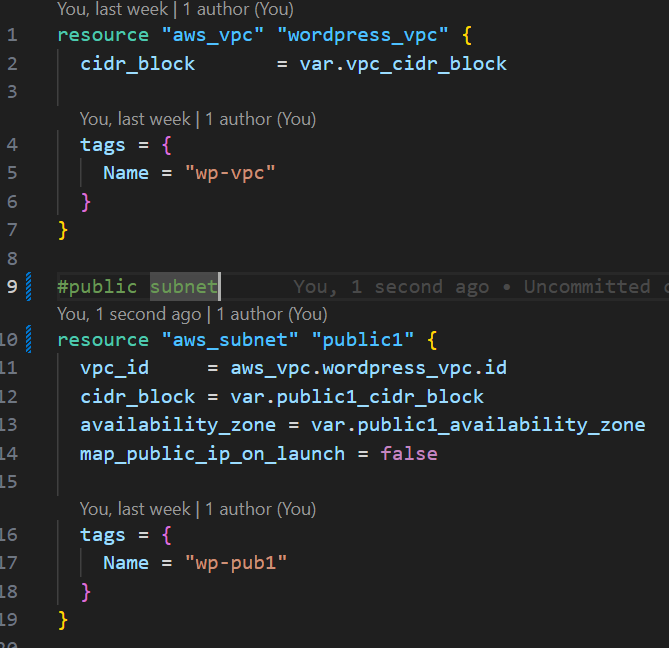 You, last week | 1 author (You)
1 resource "aws_vpc" "wordpress_vpc" {
2 cidr_block       = var.vpc_cidr_block
3
You, last week | 1 author (You)
4 tags = {
5 Name = "wp-vpc"
6 }
7 }
8
9 #public subnet You, 1 second ago • Uncommitted
You, 1 second ago | 1 author (You)
10 resource "aws_subnet" "public1" {
11 vpc_id     = aws_vpc.wordpress_vpc.id
12 cidr_block = var.public1_cidr_block
13 availability_zone = var.public1_availability_zone
14 map_public_ip_on_launch = false
15
You, last week | 1 author (You)
16 tags = {
17 Name = "wp-pub1"
18 }
19 }